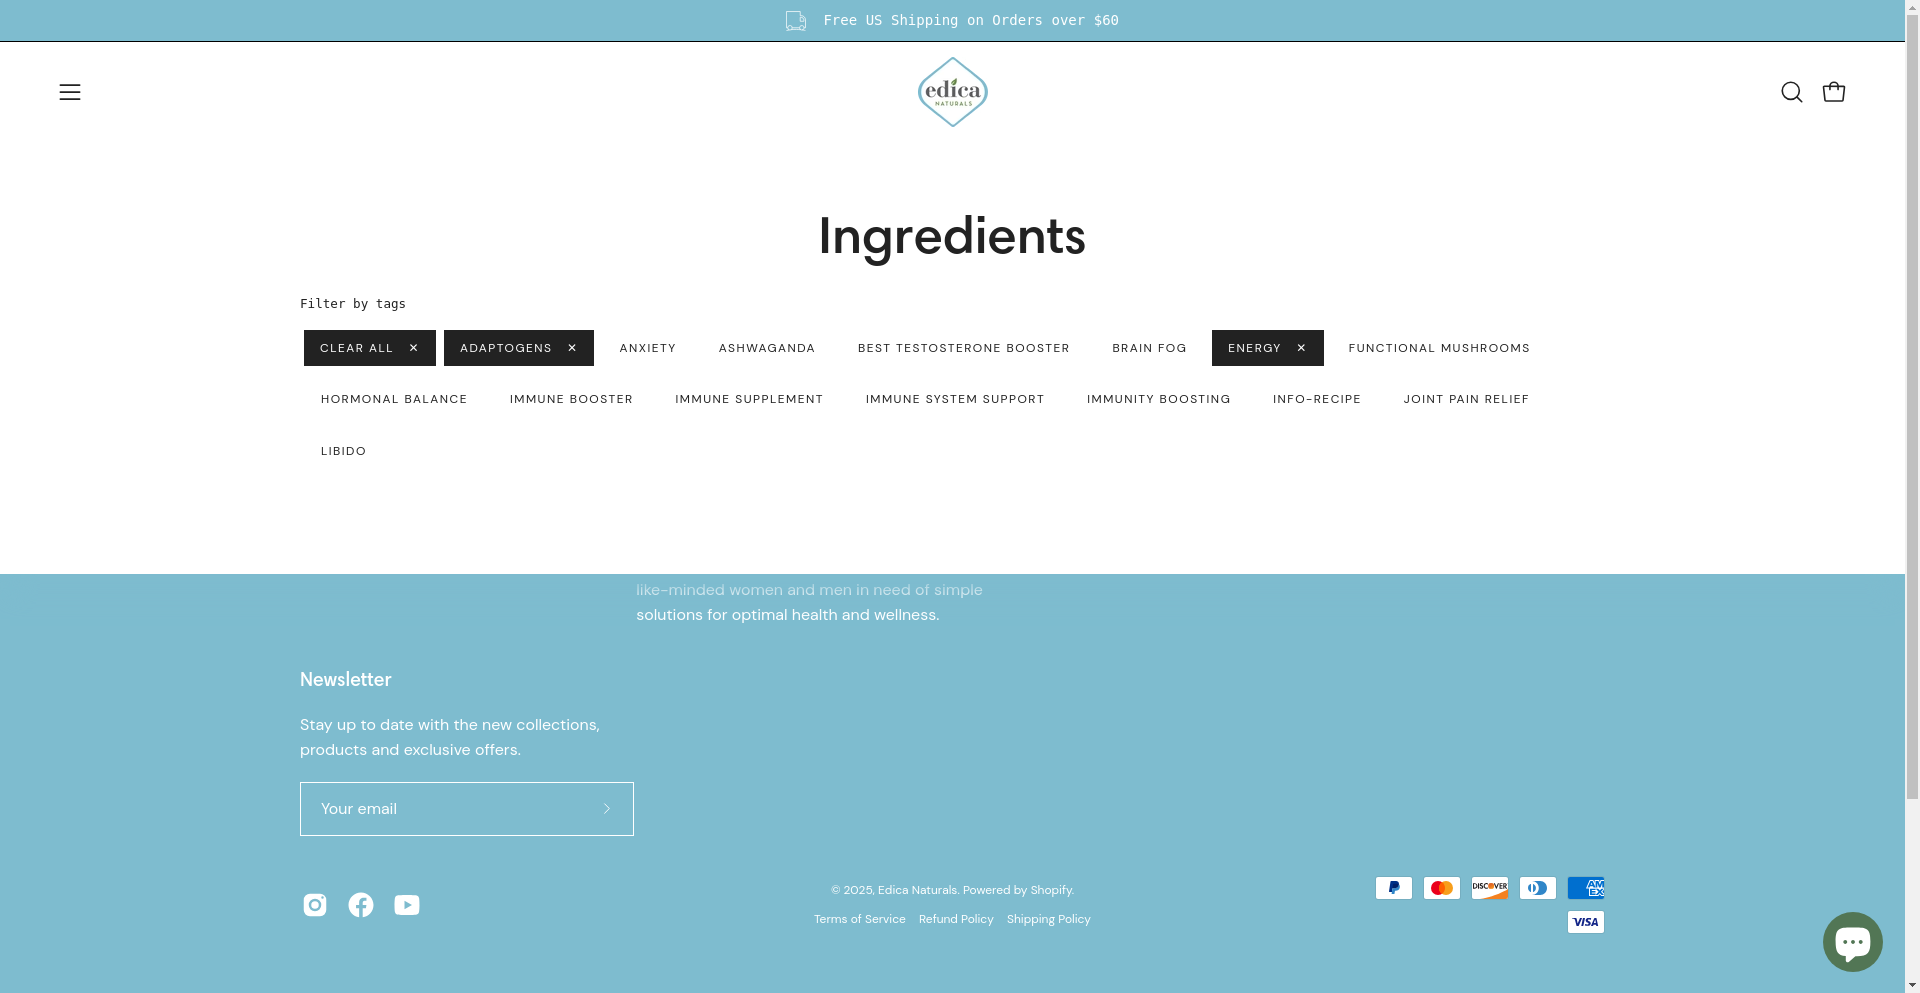 Free US Shipping on Orders over $60
edica
NATURALS
Ingredients
Filter by tags
CLEAR ALL ✕ ADAPTOGENS ✕ ANXIETY ASHWAGANDA BEST TESTOSTERONE BOOSTER BRAIN FOG ENERGY ✕ FUNCTIONAL MUSHROOMS
HORMONAL BALANCE IMMUNE BOOSTER IMMUNE SUPPLEMENT IMMUNE SYSTEM SUPPORT IMMUNITY BOOSTING INFO-RECIPE JOINT PAIN RELIEF
LIBIDO
like-minded women and men in need of simple
solutions for optimal health and wellness.
Newsletter
Stay up to date with the new collections,
products and exclusive offers.
Your email
© 2025, Edica Naturals. Powered by Shopify.
Terms of Service Refund Policy Shipping Policy
DISCOVER
AM
EX
VISA